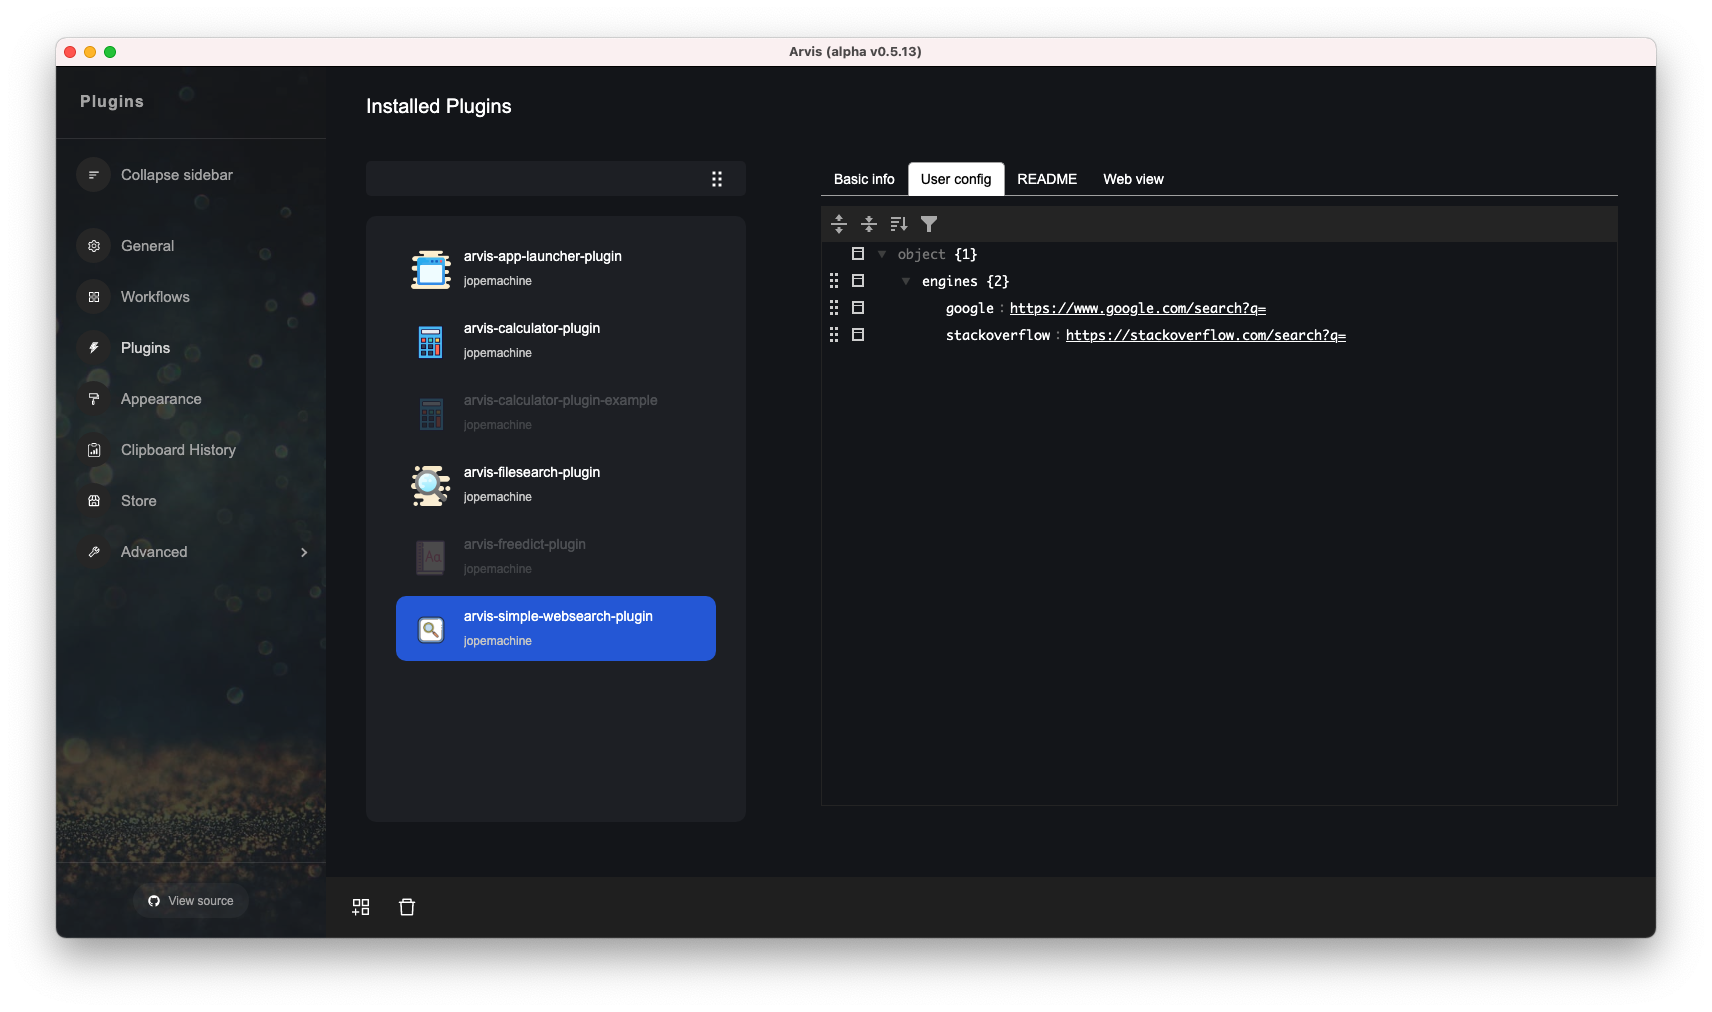 Arvis (alpha v0.5.13)
Plugins
Collapse sidebar
General
Workflows
Plugins
Appearance
Clipboard History
Store
Advanced
View source
Installed Plugins
arvis-app-launcher-plugin
jopemachine
arvis-calculator-plugin
jopemachine
arvis-calculator-plugin-example
jopemachine
arvis-filesearch-plugin
jopemachine
Aa
arvis-freedict-plugin
jopemachine
arvis-simple-websearch-plugin
jopemachine
Basic info User config README Web view
object {1}
engines {2}
google : https://www.google.com/search?q=
stackoverflow : https://stackoverflow.com/search?q=